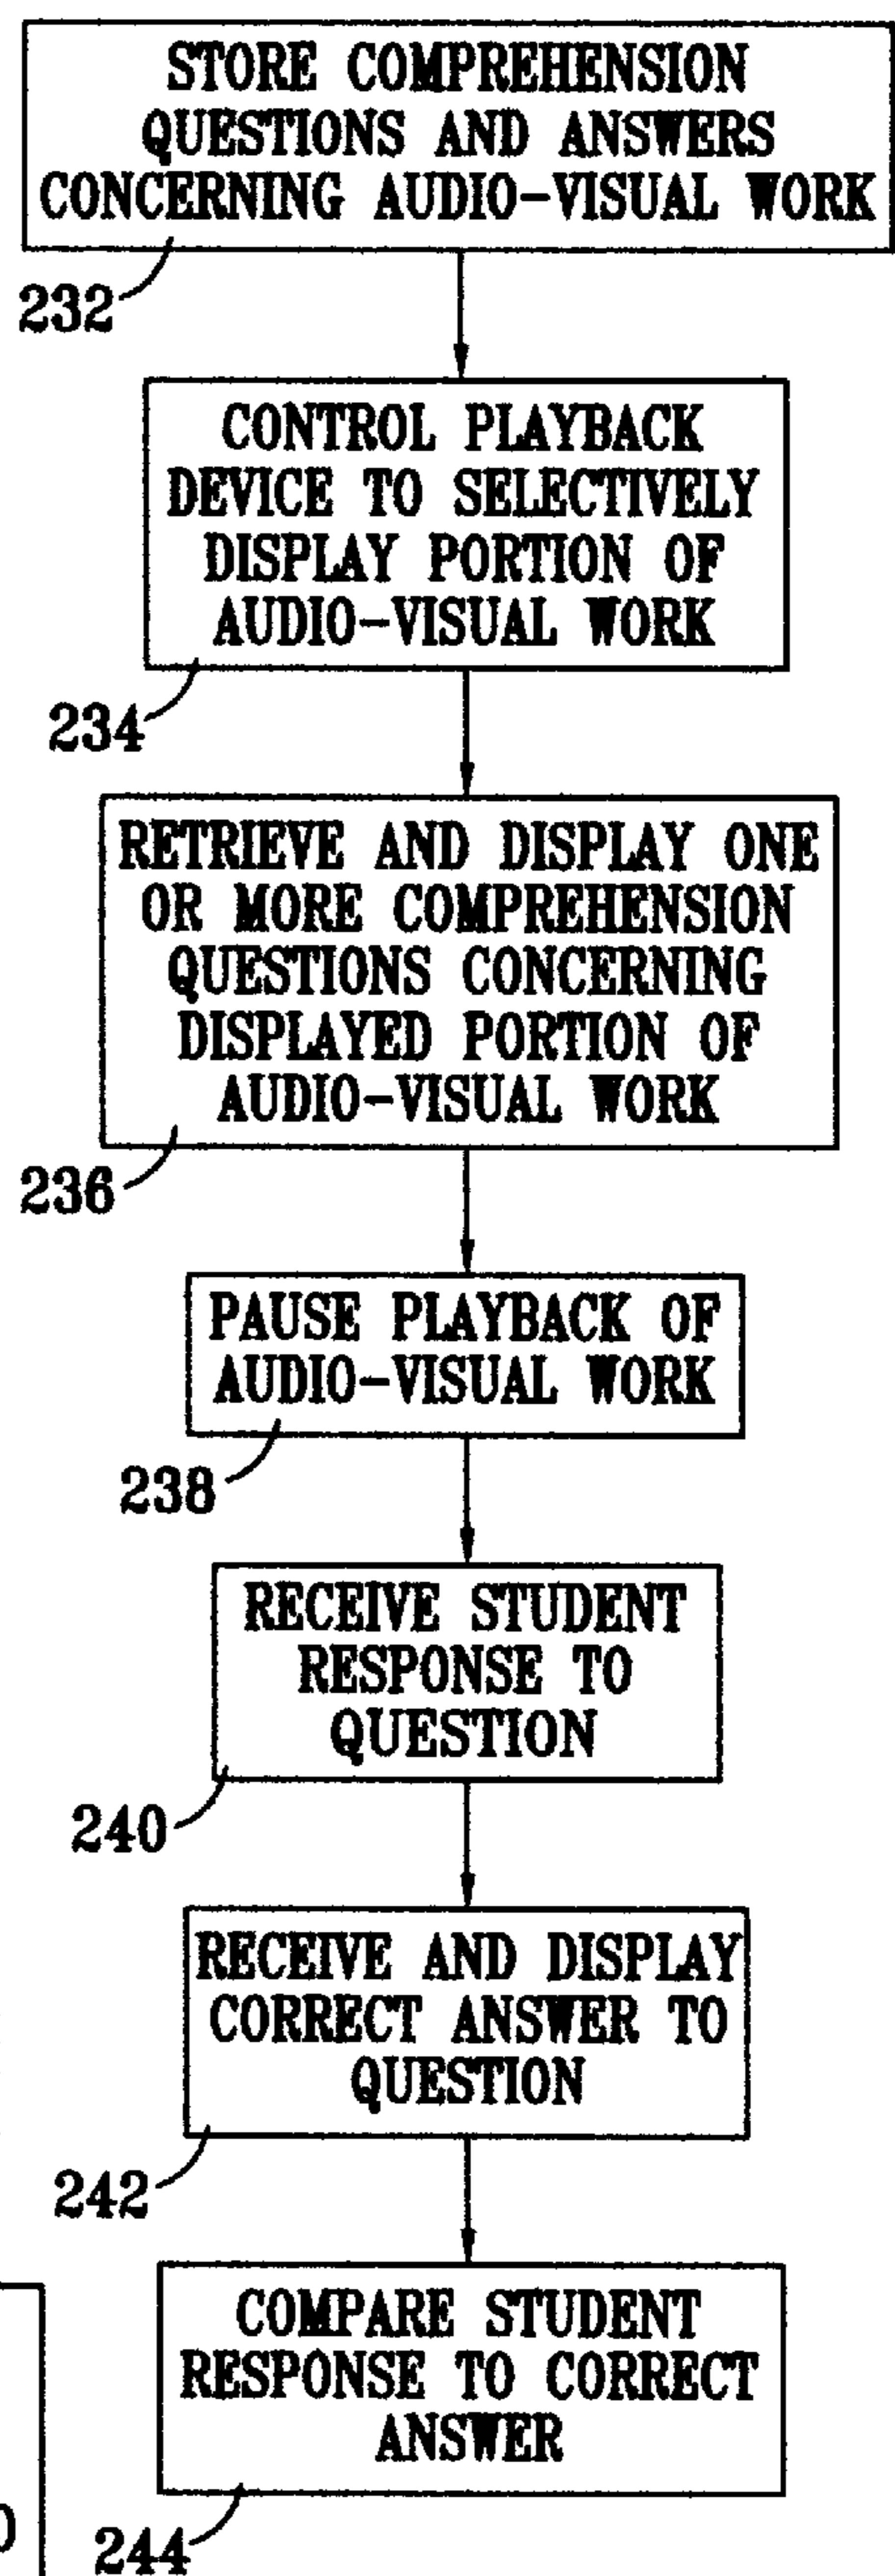 STORE COMPREHENSION
QUESTIONS AND ANSWERS
CONCERNING AUDIO-VISUAL WORK
232
CONTROL PLAYBACK
DEVICE TO SELECTIVELY
DISPLAY PORTION OF
AUDIO-VISUAL WORK
234
RETRIEVE AND DISPLAY ONE
OR MORE COMPREHENSION
QUESTIONS CONCERNING
DISPLAYED PORTION OF
AUDIO-VISUAL WORK
236
PAUSE PLAYBACK OF
AUDIO-VISUAL WORK
238
RECEIVE STUDENT
RESPONSE TO
QUESTION
240
RECEIVE AND DISPLAY
CORRECT ANSWER TO
QUESTION
242
COMPARE STUDENT
RESPONSE TO CORRECT
ANSWER
244